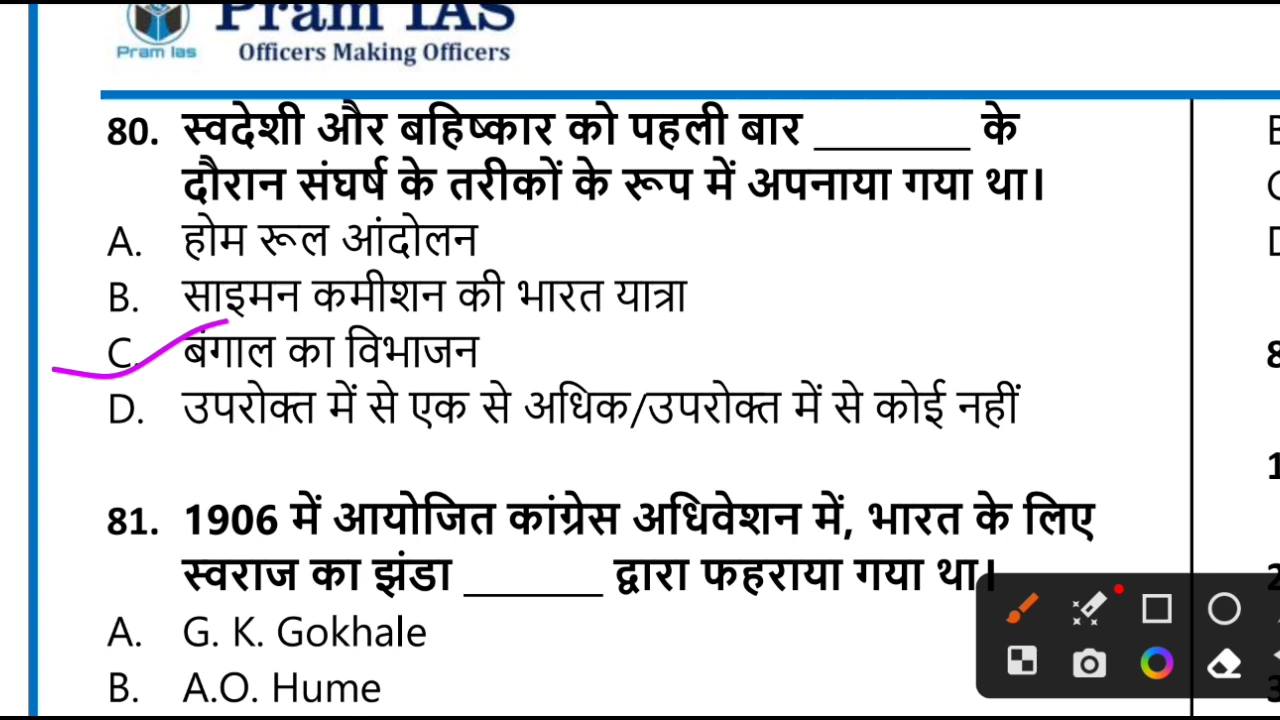 Pram IAS
Pram Ias
Officers Making Officers
80. स्वदेशी और बहिष्कार को पहली बार ________ के
दौरान संघर्ष के तरीकों के रूप में अपनाया गया था।
A. होम रूल आंदोलन
B. साइमन कमीशन की भारत यात्रा
C. बंगाल का विभाजन
D. उपरोक्त में से एक से अधिक/उपरोक्त में से कोई नहीं
81. 1906 में आयोजित कांग्रेस अधिवेशन में, भारत के लिए
स्वराज का झंडा _______ द्वारा फहराया गया था।
A. G. K. Gokhale
B. A.O. Hume